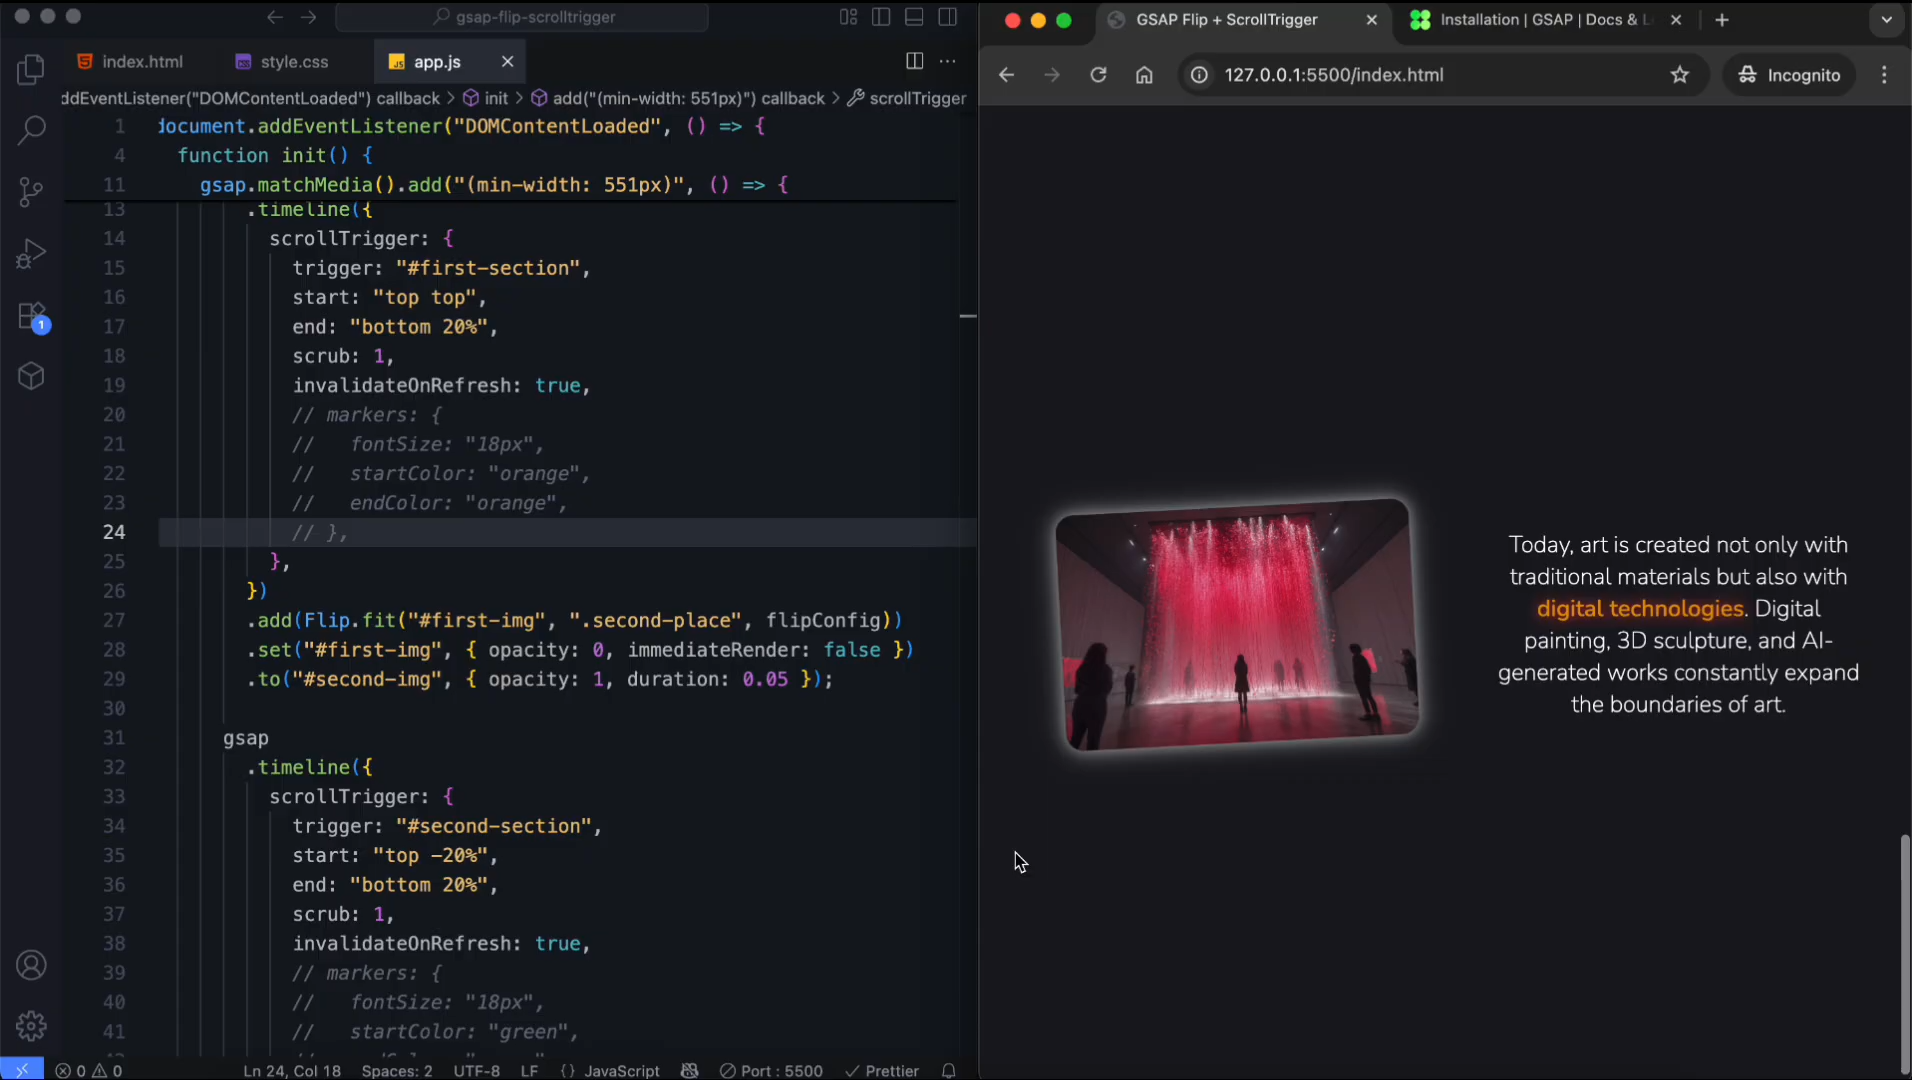 gsap-flip-scrolltrigger
index.html
style.css
app.js
ddEventListener("DOMContentLoaded") callback > init > add("(min-width: 551px)") callback > scrollTrigger
1 document.addEventListener("DOMContentLoaded", () => {
4 function init() {
11 gsap.matchMedia().add("(min-width: 551px)", () => {
13 .timeline({
14 scrollTrigger: {
15 trigger: "#first-section",
16 start: "top top",
17 end: "bottom 20%",
18 scrub: 1,
19 invalidateOnRefresh: true,
20 // markers: {
21 // fontSize: "18px",
22 // startColor: "orange",
23 // endColor: "orange",
24 // },
25 },
26 })
27 .add(Flip.fit("#first-img", ".second-place", flipConfig))
28 .set("#first-img", { opacity: 0, immediateRender: false })
29 .to("#second-img", { opacity: 1, duration: 0.05 });
30
31 gsap
32 .timeline({
33 scrollTrigger: {
34 trigger: "#second-section",
35 start: "top -20%",
36 end: "bottom 20%",
37 scrub: 1,
38 invalidateOnRefresh: true,
39 // markers: {
40 // fontSize: "18px",
41 // startColor: "green",
1
0 0
Ln 24, Col 18
Spaces: 2
UTF-8
LF
{} JavaScript
Port : 5500
Prettier
GSAP Flip + ScrollTrigger
Installation | GSAP | Docs & L
127.0.0.1:5500/index.html
Incognito
Today, art is created not only with
traditional materials but also with
digital technologies. Digital
painting, 3D sculpture, and AI-
generated works constantly expand
the boundaries of art.